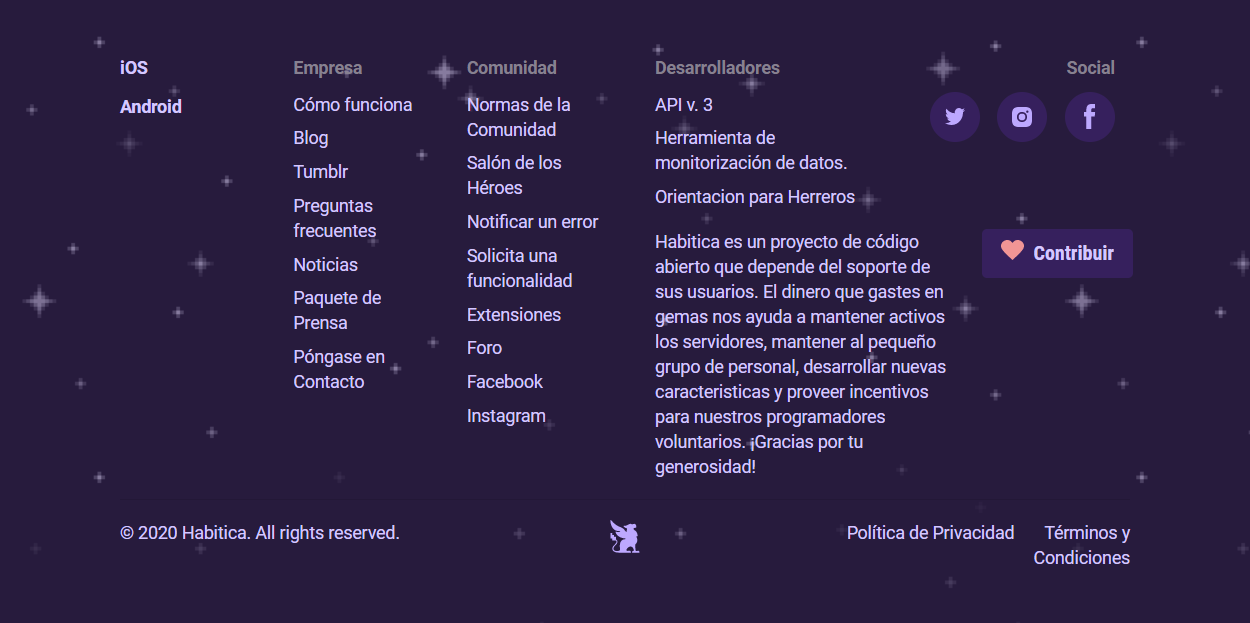 iOS
Android
Empresa
Cómo funciona
Blog
Tumblr
Preguntas
frecuentes
Noticias
Paquete de
Prensa
Póngase en
Contacto
Comunidad
Normas de la
Comunidad
Salón de los
Héroes
Notificar un error
Solicita una
funcionalidad
Extensiones
Foro
Facebook
Instagram
Desarrolladores
API v. 3
Herramienta de
monitorización de datos.
Orientacion para Herreros
Habitica es un proyecto de código
abierto que depende del soporte de
sus usuarios. El dinero que gastes en
gemas nos ayuda a mantener activos
los servidores, mantener al pequeño
grupo de personal, desarrollar nuevas
caracteristicas y proveer incentivos
para nuestros programadores
voluntarios. ¡Gracias por tu
generosidad!
Social
Contribuir
© 2020 Habitica. All rights reserved.
Política de Privacidad
Términos y
Condiciones